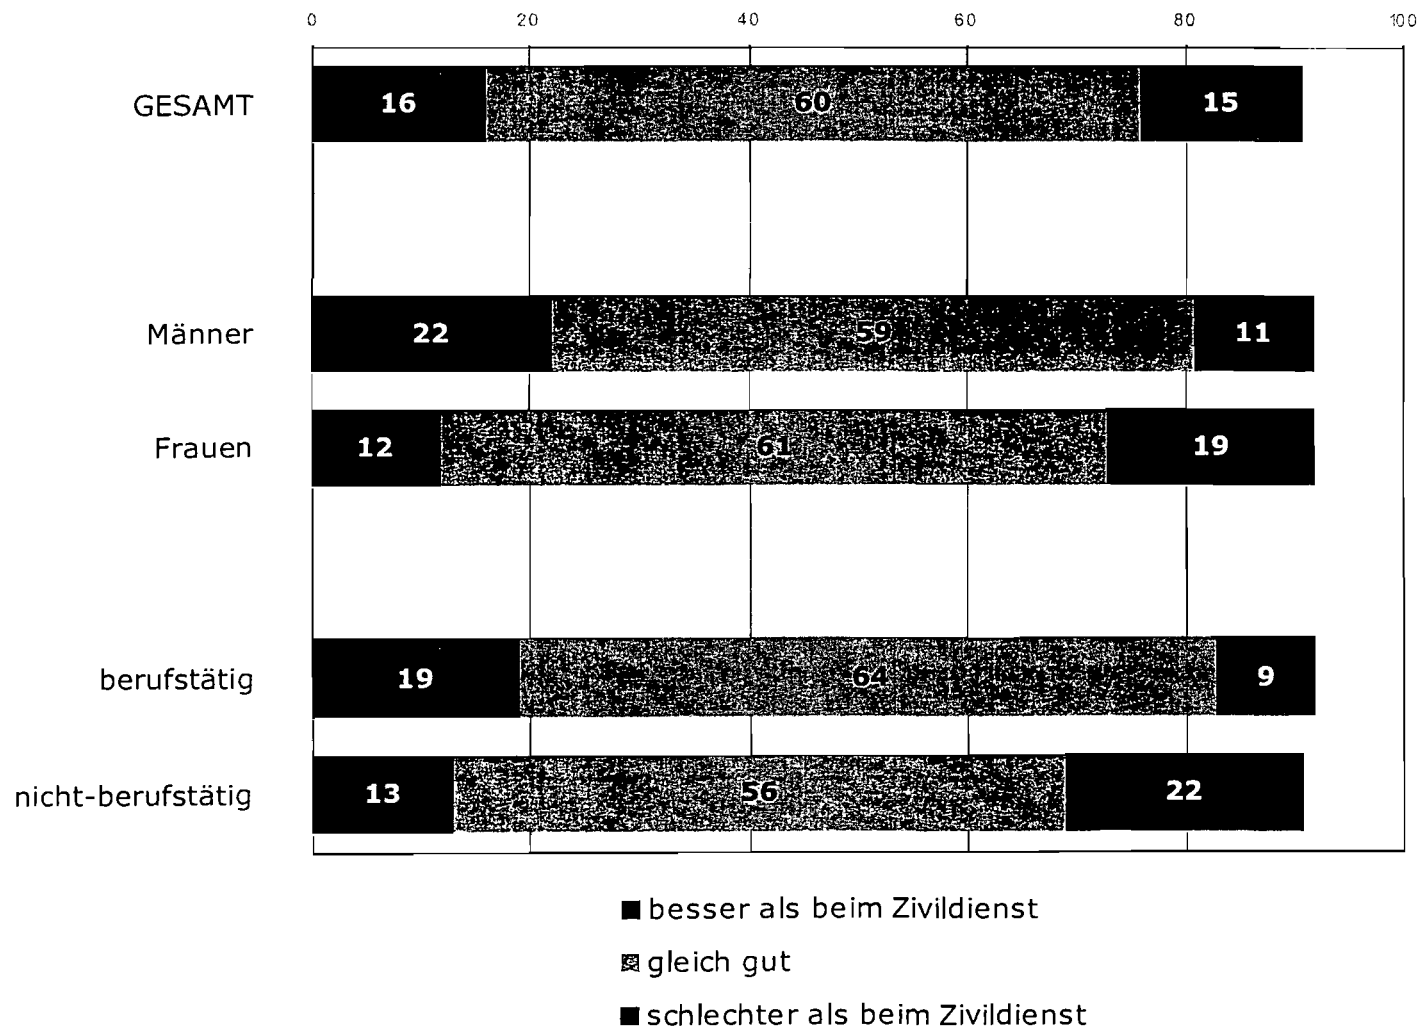 0 20 40 60 80 100
GESAMT 16 60 15
Männer 22 59 11
Frauen 12 61 19
berufstätig 19 64 9
nicht-berufstätig 13 56 22
besser als beim Zivildienst
gleich gut
schlechter als beim Zivildienst